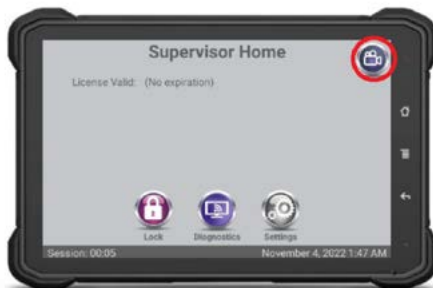 Supervisor Home
License Valid: (No expiration)
Lock Diagnostics Settings
Session: 00:05 November 4, 2022 1:47 AM